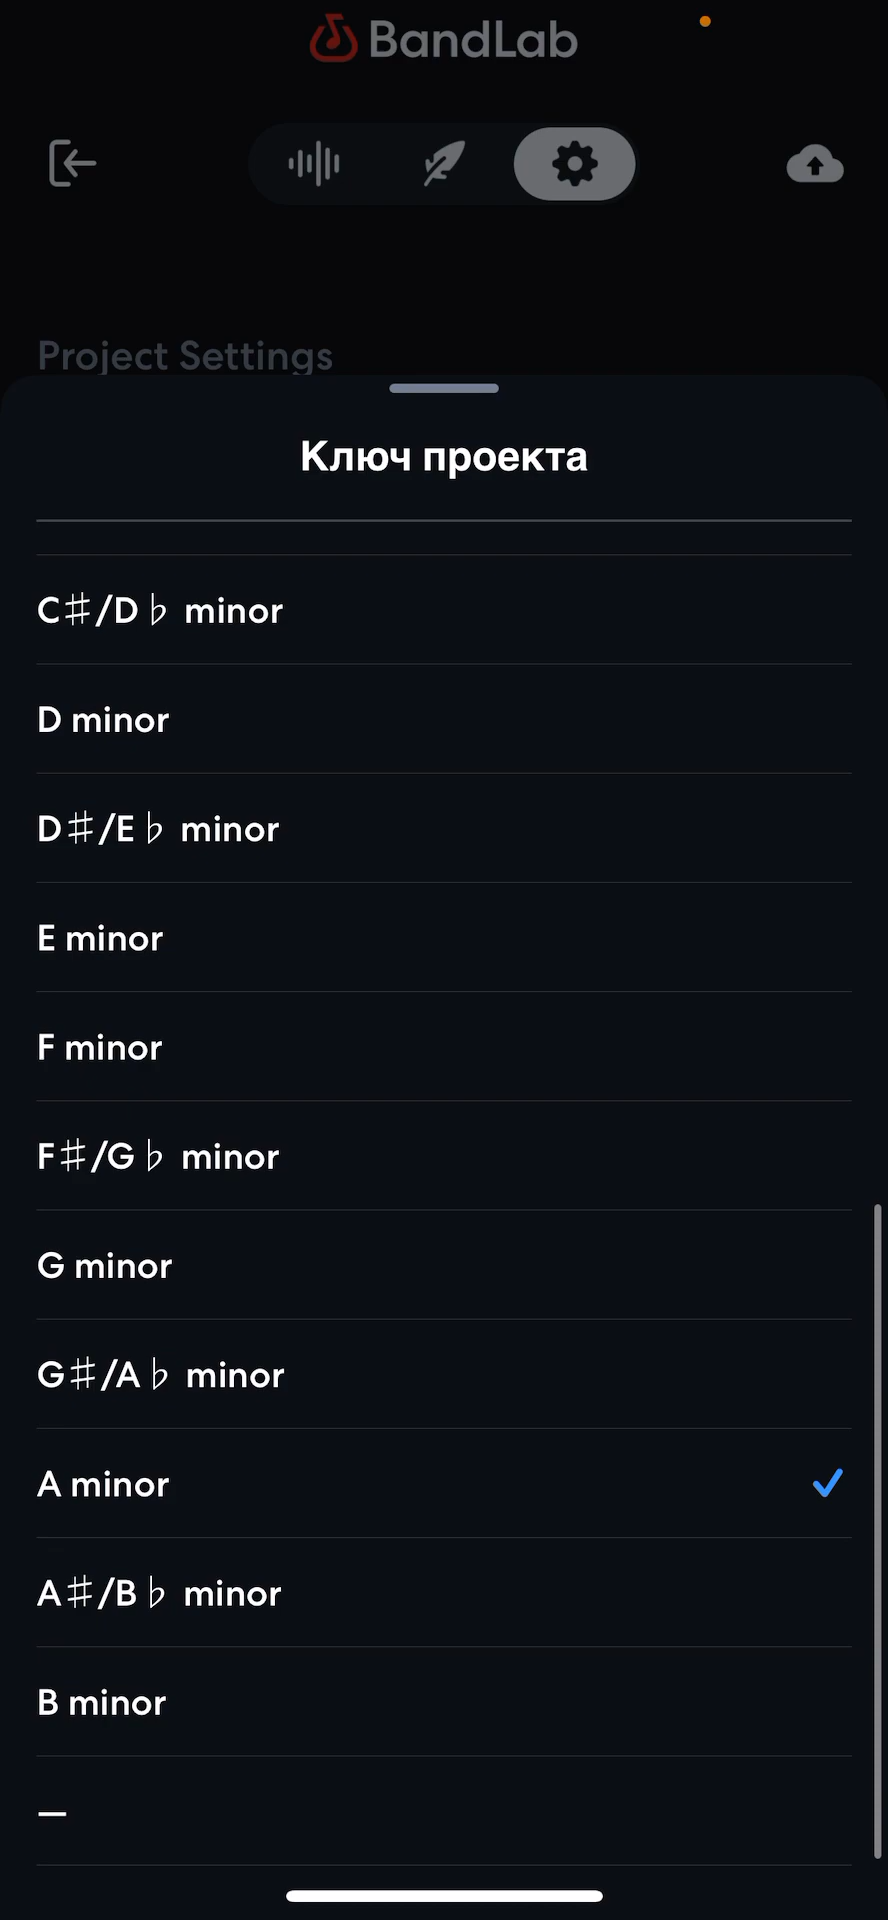 BandLab
Project Settings
Ключ проекта
C♯/D♭ minor
D minor
D♯/E♭ minor
E minor
F minor
F♯/G♭ minor
G minor
G♯/A♭ minor
A minor
A♯/B♭ minor
B minor
—